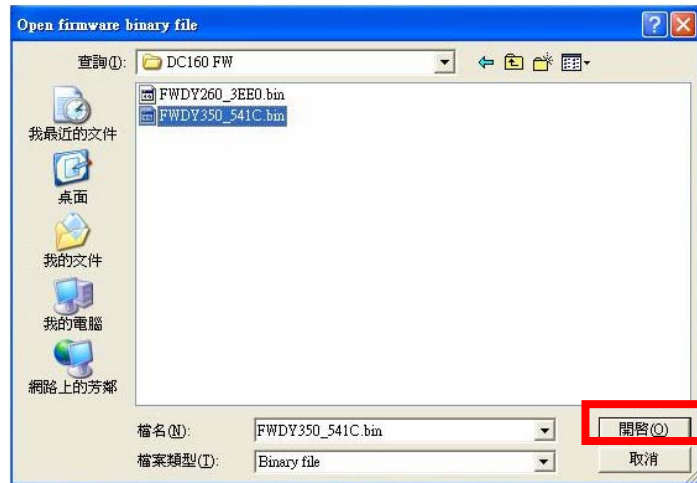 Open firmware binary file
查詢(I): DC160 FW
FWDY260_3EE0.bin
FWDY350_541C.bin
我最近的文件
桌面
我的文件
我的電腦
網路上的芳鄰
檔名(N): FWDY350_541C.bin 開啓(O)
檔案類型(T): Binary file 取消